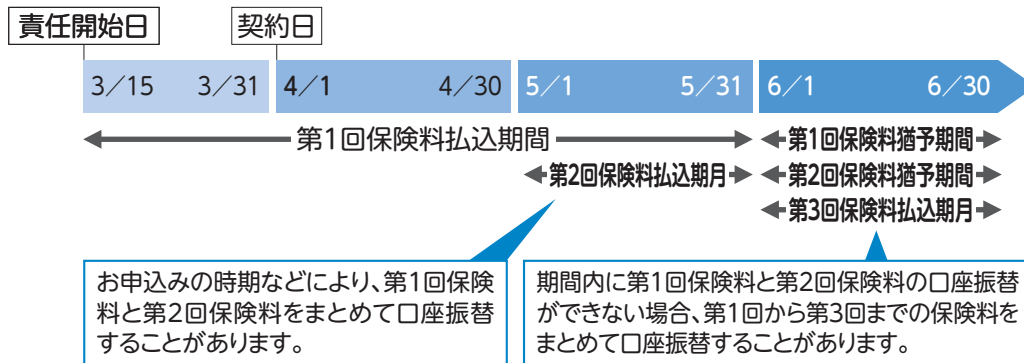 責任開始日 契約日
3／15 3／31 4／1 4／30 5／1 5／31 6／1 6／30
第1回保険料払込期間 第1回保険料猶予期間
第2回保険料払込期月 第2回保険料猶予期間
第3回保険料払込期月
お申込みの時期などにより、第1回保険
料と第2回保険料をまとめて口座振替
することがあります。
期間内に第1回保険料と第2回保険料の口座振替
ができない場合、第1回から第3回までの保険料を
まとめて口座振替することがあります。